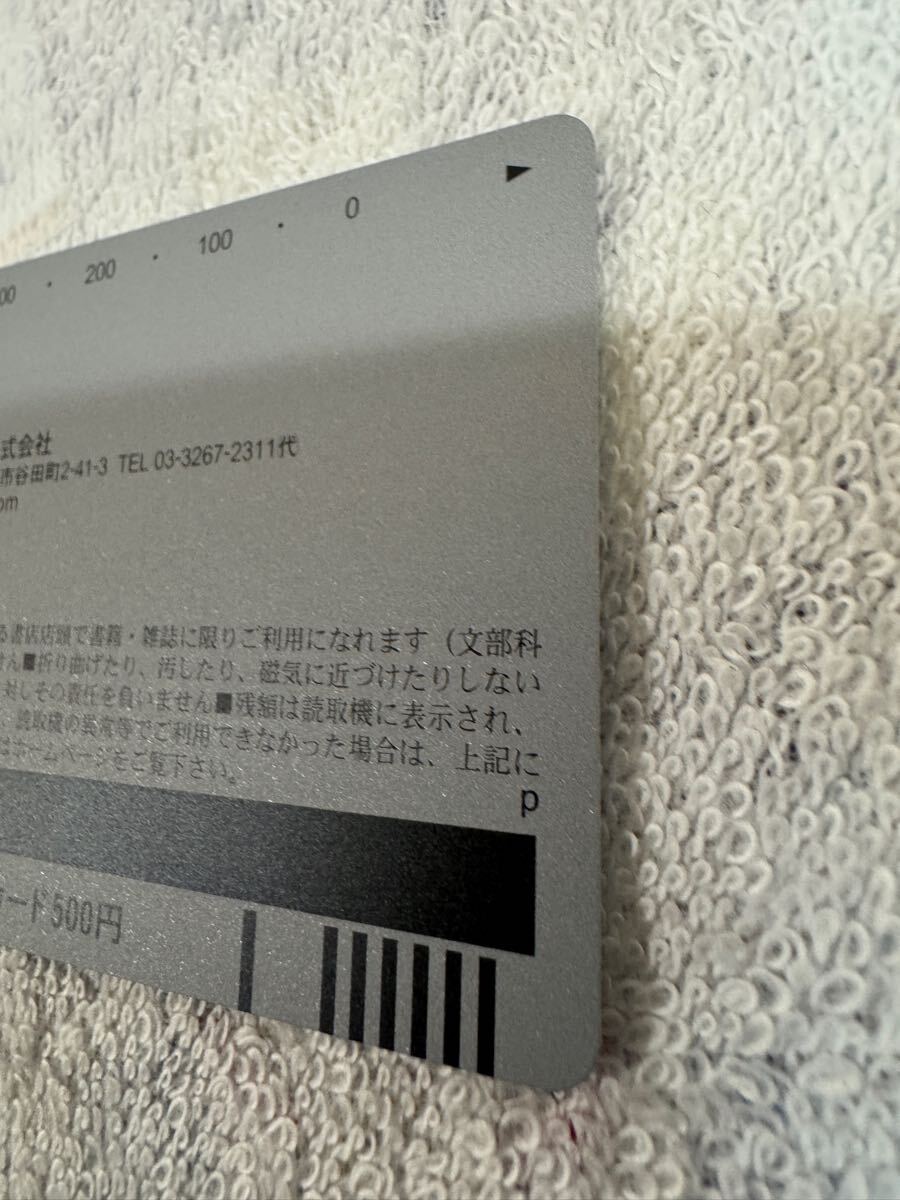 00 · 200 · 100 · 0
式会社
市谷田町2-41-3 TEL 03-3267-2311代
om
る書店店頭で書籍・雑誌に限りご利用になれます（文部科
せん■折り曲げたり、汚したり、磁気に近づけたりしない
対しその責任を負いません■残額は読取機に表示され、
、読取機の異常等でご利用できなかった場合は、上記に
はホームページをご覧下さい。
p
ード500円